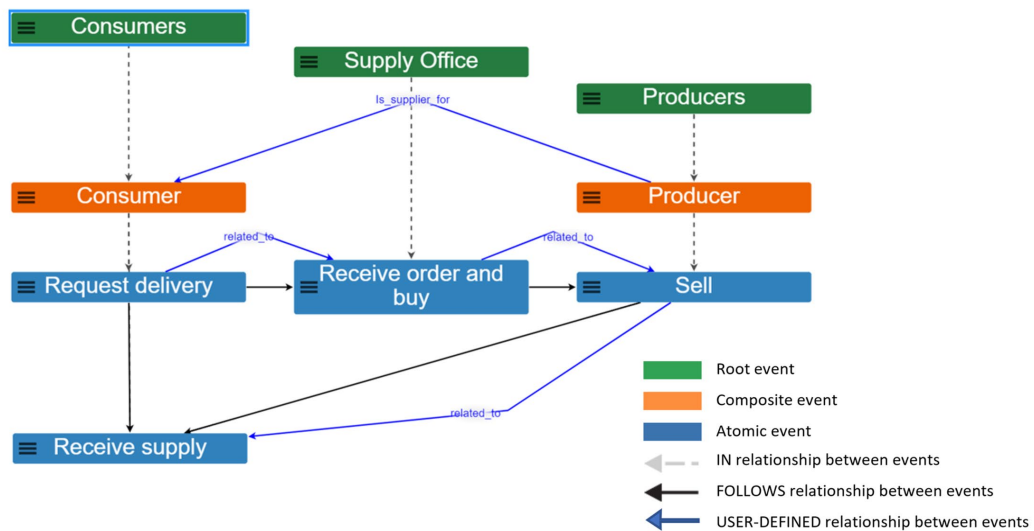 Consumers
Supply Office
Producers
Is_supplier_for
Consumer
Producer
related_to
related_to
Request delivery
Receive order and
buy
Sell
related_to
Receive supply
Root event
Composite event
Atomic event
IN relationship between events
FOLLOWS relationship between events
USER-DEFINED relationship between events